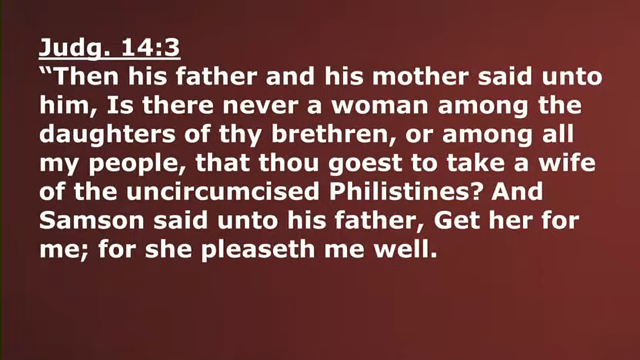 Judg. 14:3
“Then his father and his mother said unto
him, Is there never a woman among the
daughters of thy brethren, or among all
my people, that thou goest to take a wife
of the uncircumcised Philistines? And
Samson said unto his father, Get her for
me; for she pleaseth me well.